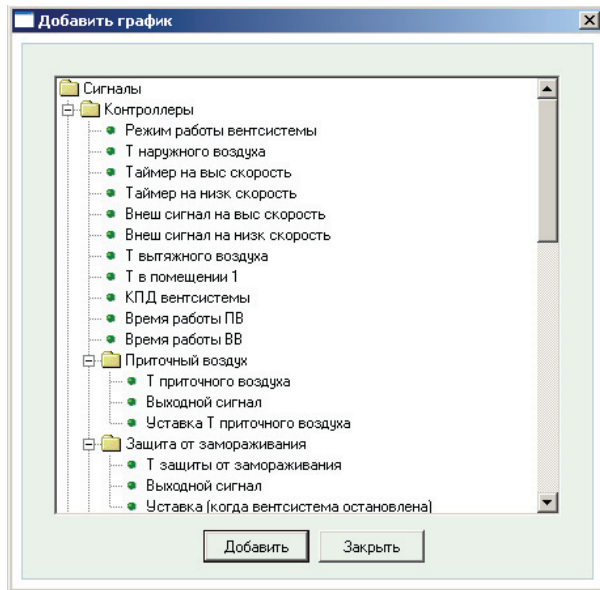 Добавить график
Сигналы
Контроллеры
Режим работы вентсистемы
Т наружного воздуха
Таймер на выс скорость
Таймер на низк скорость
Внеш сигнал на выс скорость
Внеш сигнал на низк скорость
Т вытяжного воздуха
Т в помещении 1
КПД вентсистемы
Время работы ПВ
Время работы ВВ
Приточный воздух
Т приточного воздуха
Выходной сигнал
Уставка Т приточного воздуха
Защита от замораживания
Т защиты от замораживания
Выходной сигнал
Уставка (когда вентсистема остановлена)
Добавить Закрыть